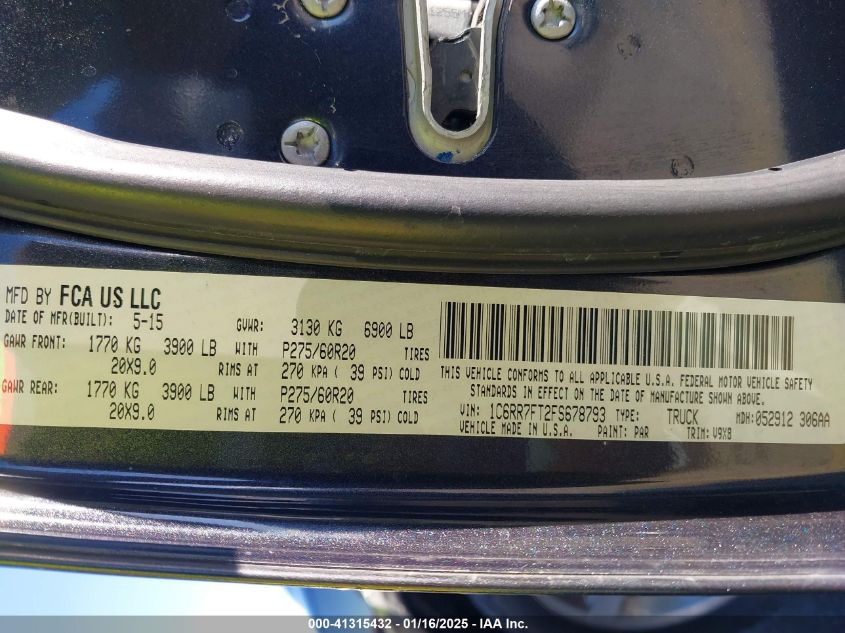 MFD BY FCA US LLC
DATE OF MFR(BUILT): 5-15 GVWR: 3130 KG 6900 LB
GAWR FRONT: 1770 KG 3900 LB WITH P275/60R20 TIRES
20X9.0 RIMS AT 270 KPA ( 39 PSI) COLD
GAWR REAR: 1770 KG 3900 LB WITH P275/60R20 TIRES
20X9.0 RIMS AT 270 KPA ( 39 PSI) COLD
THIS VEHICLE CONFORMS TO ALL APPLICABLE U.S.A. FEDERAL MOTOR VEHICLE SAFETY
STANDARDS IN EFFECT ON THE DATE OF MANUFACTURE SHOWN ABOVE.
VIN: 1C6RR7FT2FS678793 TYPE: TRUCK MDH:052912 306AA
VEHICLE MADE IN U.S.A. PAINT: PAR TRIM: V9X8
000-41315432 - 01/16/2025 - IAA Inc.